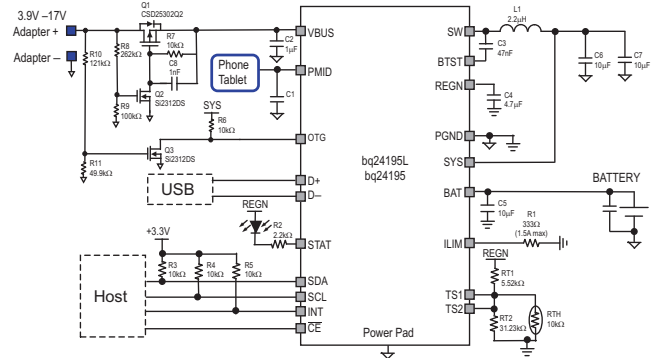 3.9V –17V
Adapter +
Adapter –
Q1
CSD25302Q2
R10
121kΩ
R8
262kΩ
R7
10kΩ
C8
1nF
Q2
Si2312DS
R9
100kΩ
R11
49.9kΩ
Q3
Si2312DS
SYS
R6
10kΩ
Phone
Tablet
C2
1µF
C1
USB
REGN
R2
2.2kΩ
+3.3V
R3
10kΩ
R4
10kΩ
R5
10kΩ
Host
VBUS
PMID
OTG
D+
D–
STAT
SDA
SCL
INT
CE
bq24195L
bq24195
Power Pad
SW
BTST
REGN
PGND
SYS
BAT
ILIM
TS1
TS2
L1
2.2µH
C3
47nF
C6
10µF
C7
10µF
C4
4.7µF
C5
10µF
BATTERY
R1
333Ω
(1.5A max)
REGN
RT1
5.52kΩ
RT2
31.23kΩ
RTH
10kΩ